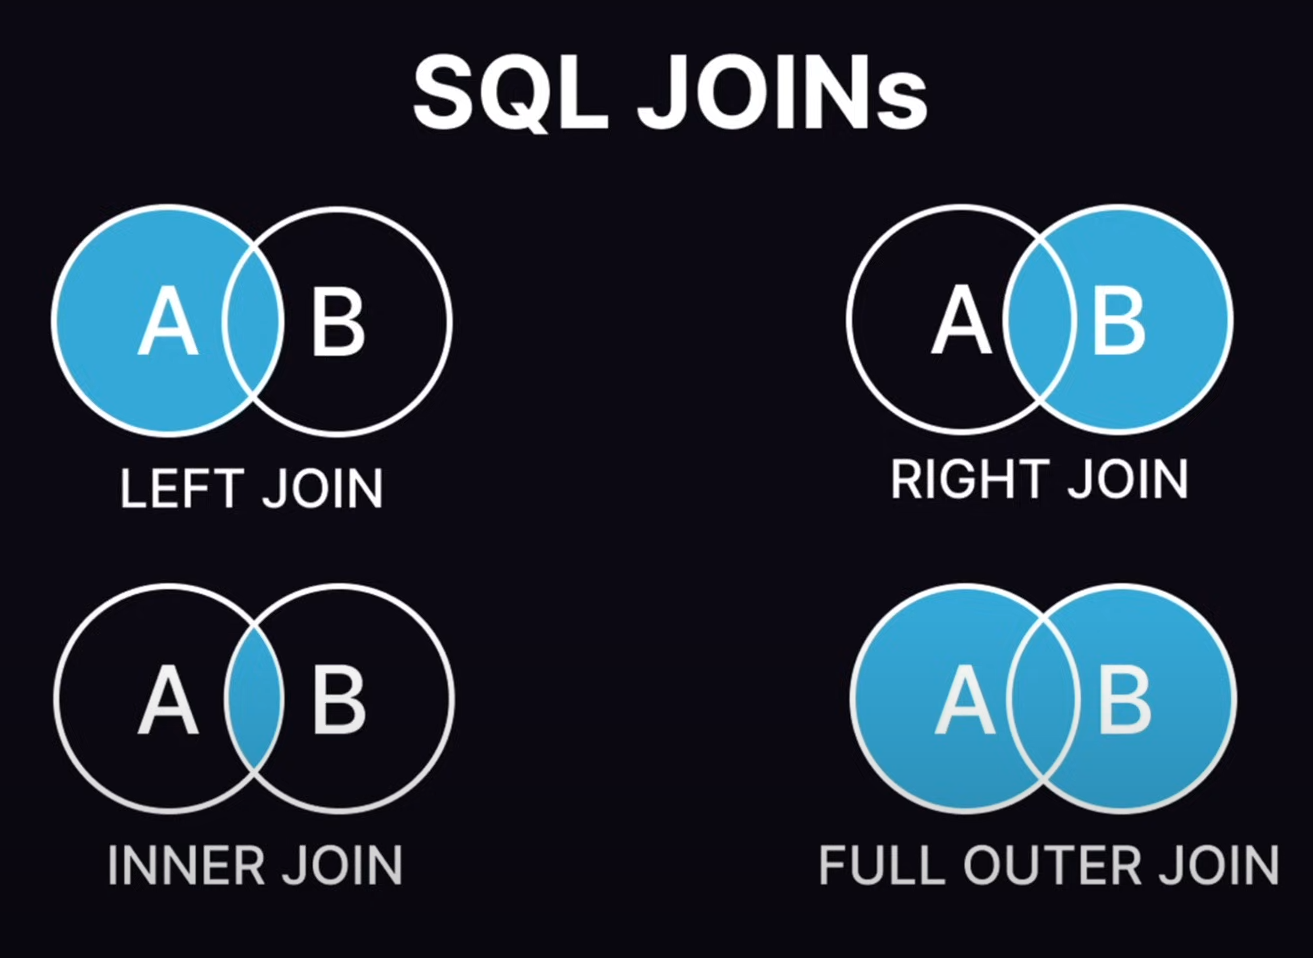 SQL JOINs
A B
LEFT JOIN
A B
RIGHT JOIN
A B
INNER JOIN
A B
FULL OUTER JOIN